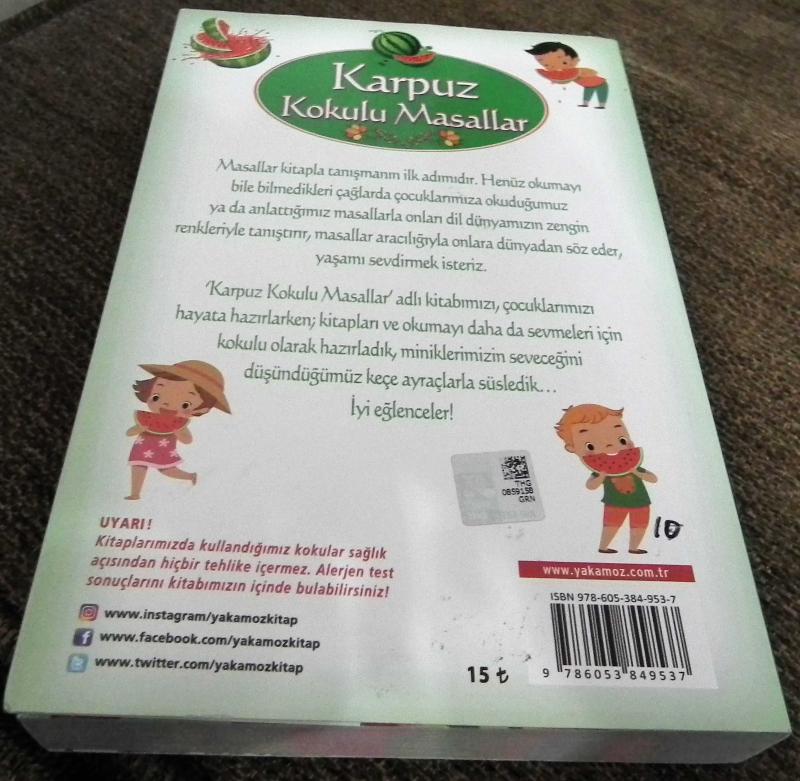 Karpuz
Kokulu Masallar
Masallar kitapla tanışmanın ilk adımıdır. Henüz okumayı
bile bilmedikleri çağlarda çocuklarımıza okuduğumuz
ya da anlattığımız masallarla onları dil dünyamızın zengin
renkleriyle tanıştırır, masallar aracılığıyla onlara dünyadan söz eder,
yaşamı sevdirmek isteriz.
'Karpuz Kokulu Masallar' adlı kitabımızı, çocuklarımızı
hayata hazırlarken; kitapları ve okumayı daha da sevmeleri için
kokulu olarak hazırladık, miniklerimizin seveceğini
düşündüğümüz keçe ayraçlarla süsledik...
İyi eğlenceler!
THG
0859158
GRN
10
UYARI!
Kitaplarımızda kullandığımız kokular sağlık
açısından hiçbir tehlike içermez. Alerjen test
sonuçlarını kitabımızın içinde bulabilirsiniz!
www.instagram/yakamozkitap
www.facebook.com/yakamozkitap
www.twitter.com/yakamozkitap
15 ₺
www.yakamoz.com.tr
ISBN 978-605-384-953-7
9 786053 849537